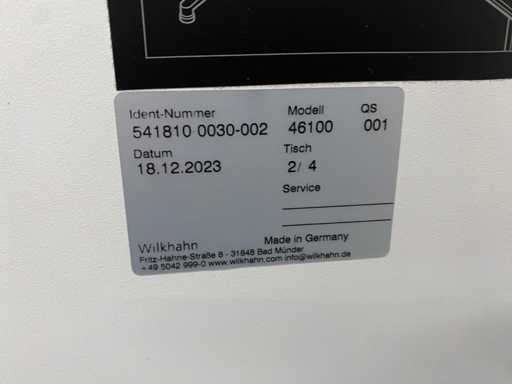 Ident-Nummer Modell QS
541810 0030-002 46100 001
Datum Tisch
18.12.2023 2/ 4
Service
Wilkhahn Made in Germany
Fritz-Hahne-Straße 8 - 31848 Bad Münder
+ 49 5042 999-0 www.wilkhahn.com info@wilkhahn.de